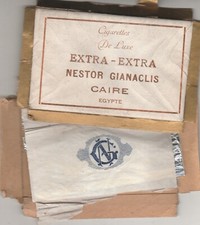 Cigarettes
De Luxe
EXTRA - EXTRA
NESTOR GIANACLIS
CAIRE
EGYPTE